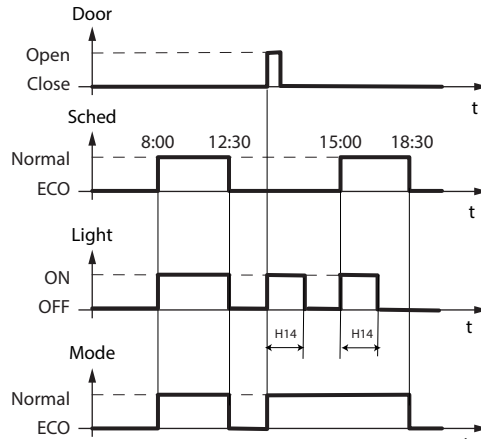 Door
Open
Close
t
Sched
8:00 12:30 15:00 18:30
Normal
ECO
t
Light
ON
OFF
t
H14 H14
Mode
Normal
ECO